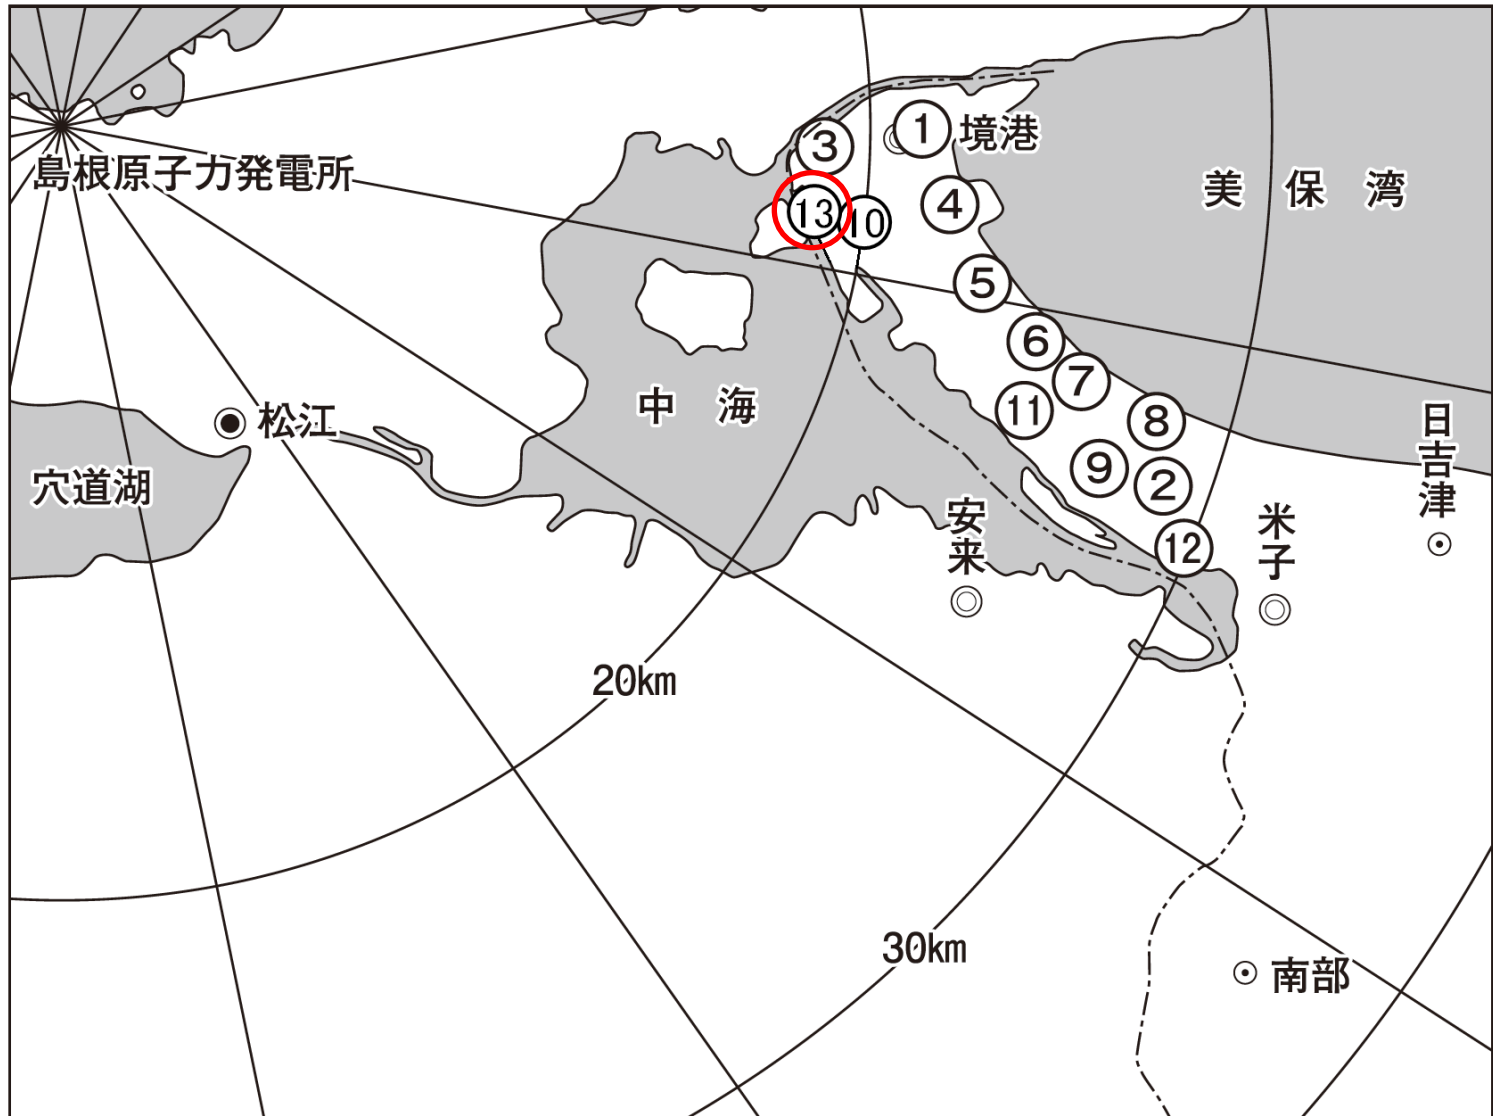 ① 境港
③
島根原子力発電所
美保湾
⑬ ⑩
④
⑤
⑥
⑦
中海
⑪
⑧
松江
日吉津
⑨
②
穴道湖
安来
米子
⑫
20km
30km
南部